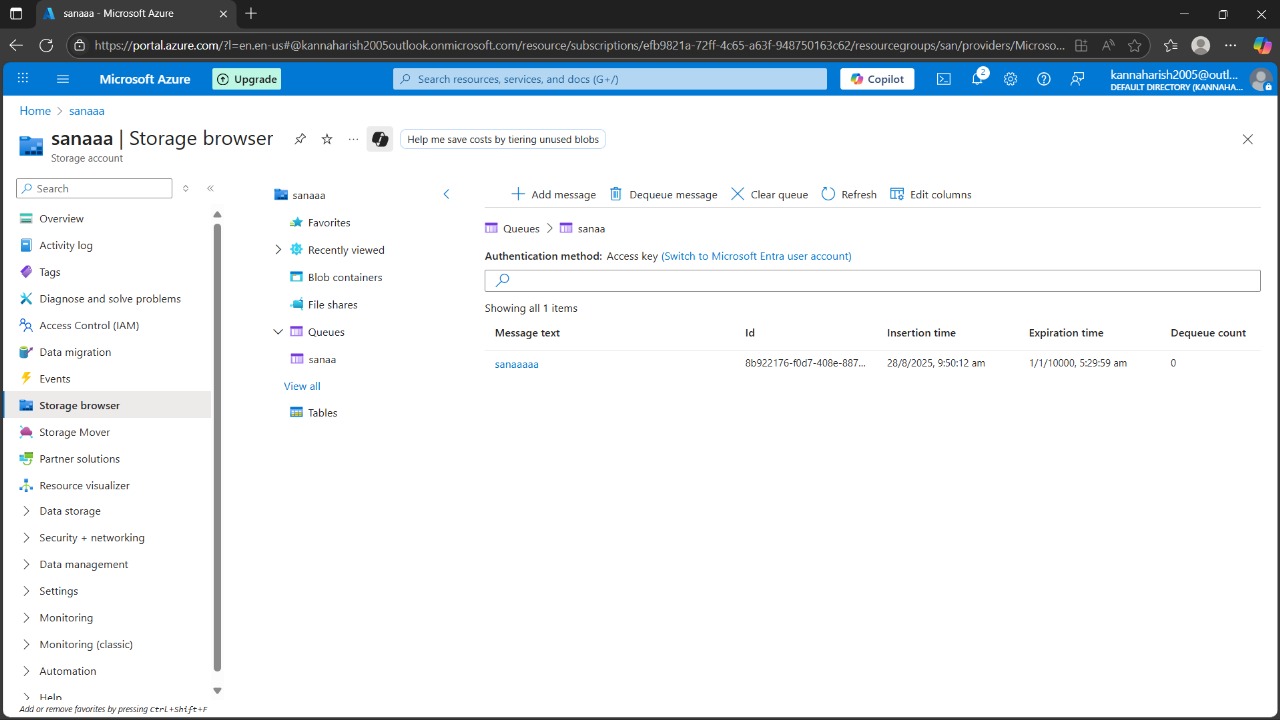 sanaaa - Microsoft Azure
https://portal.azure.com/?l=en.en-us#@kannaharish2005outlook.onmicrosoft.com/resource/subscriptions/efb9821a-72ff-4c65-a63f-948750163c62/resourcegroups/san/providers/Microso...
Microsoft Azure
Upgrade
Search resources, services, and docs (G+/)
Copilot
2
kannaharish2005@outl...
DEFAULT DIRECTORY (KANNAHA...
Home > sanaaa
sanaaa | Storage browser
Storage account
Help me save costs by tiering unused blobs
Search
Overview
Activity log
Tags
Diagnose and solve problems
Access Control (IAM)
Data migration
Events
Storage browser
Storage Mover
Partner solutions
Resource visualizer
Data storage
Security + networking
Data management
Settings
Monitoring
Monitoring (classic)
Automation
Help
Add or remove favorites by pressing Ctrl+Shift+F
sanaaa
Favorites
Recently viewed
Blob containers
File shares
Queues
sanaa
View all
Tables
Add message Dequeue message Clear queue Refresh Edit columns
Queues > sanaa
Authentication method: Access key (Switch to Microsoft Entra user account)
Showing all 1 items
Message text Id Insertion time Expiration time Dequeue count
sanaaaaa 8b922176-f0d7-408e-887... 28/8/2025, 9:50:12 am 1/1/10000, 5:29:59 am 0